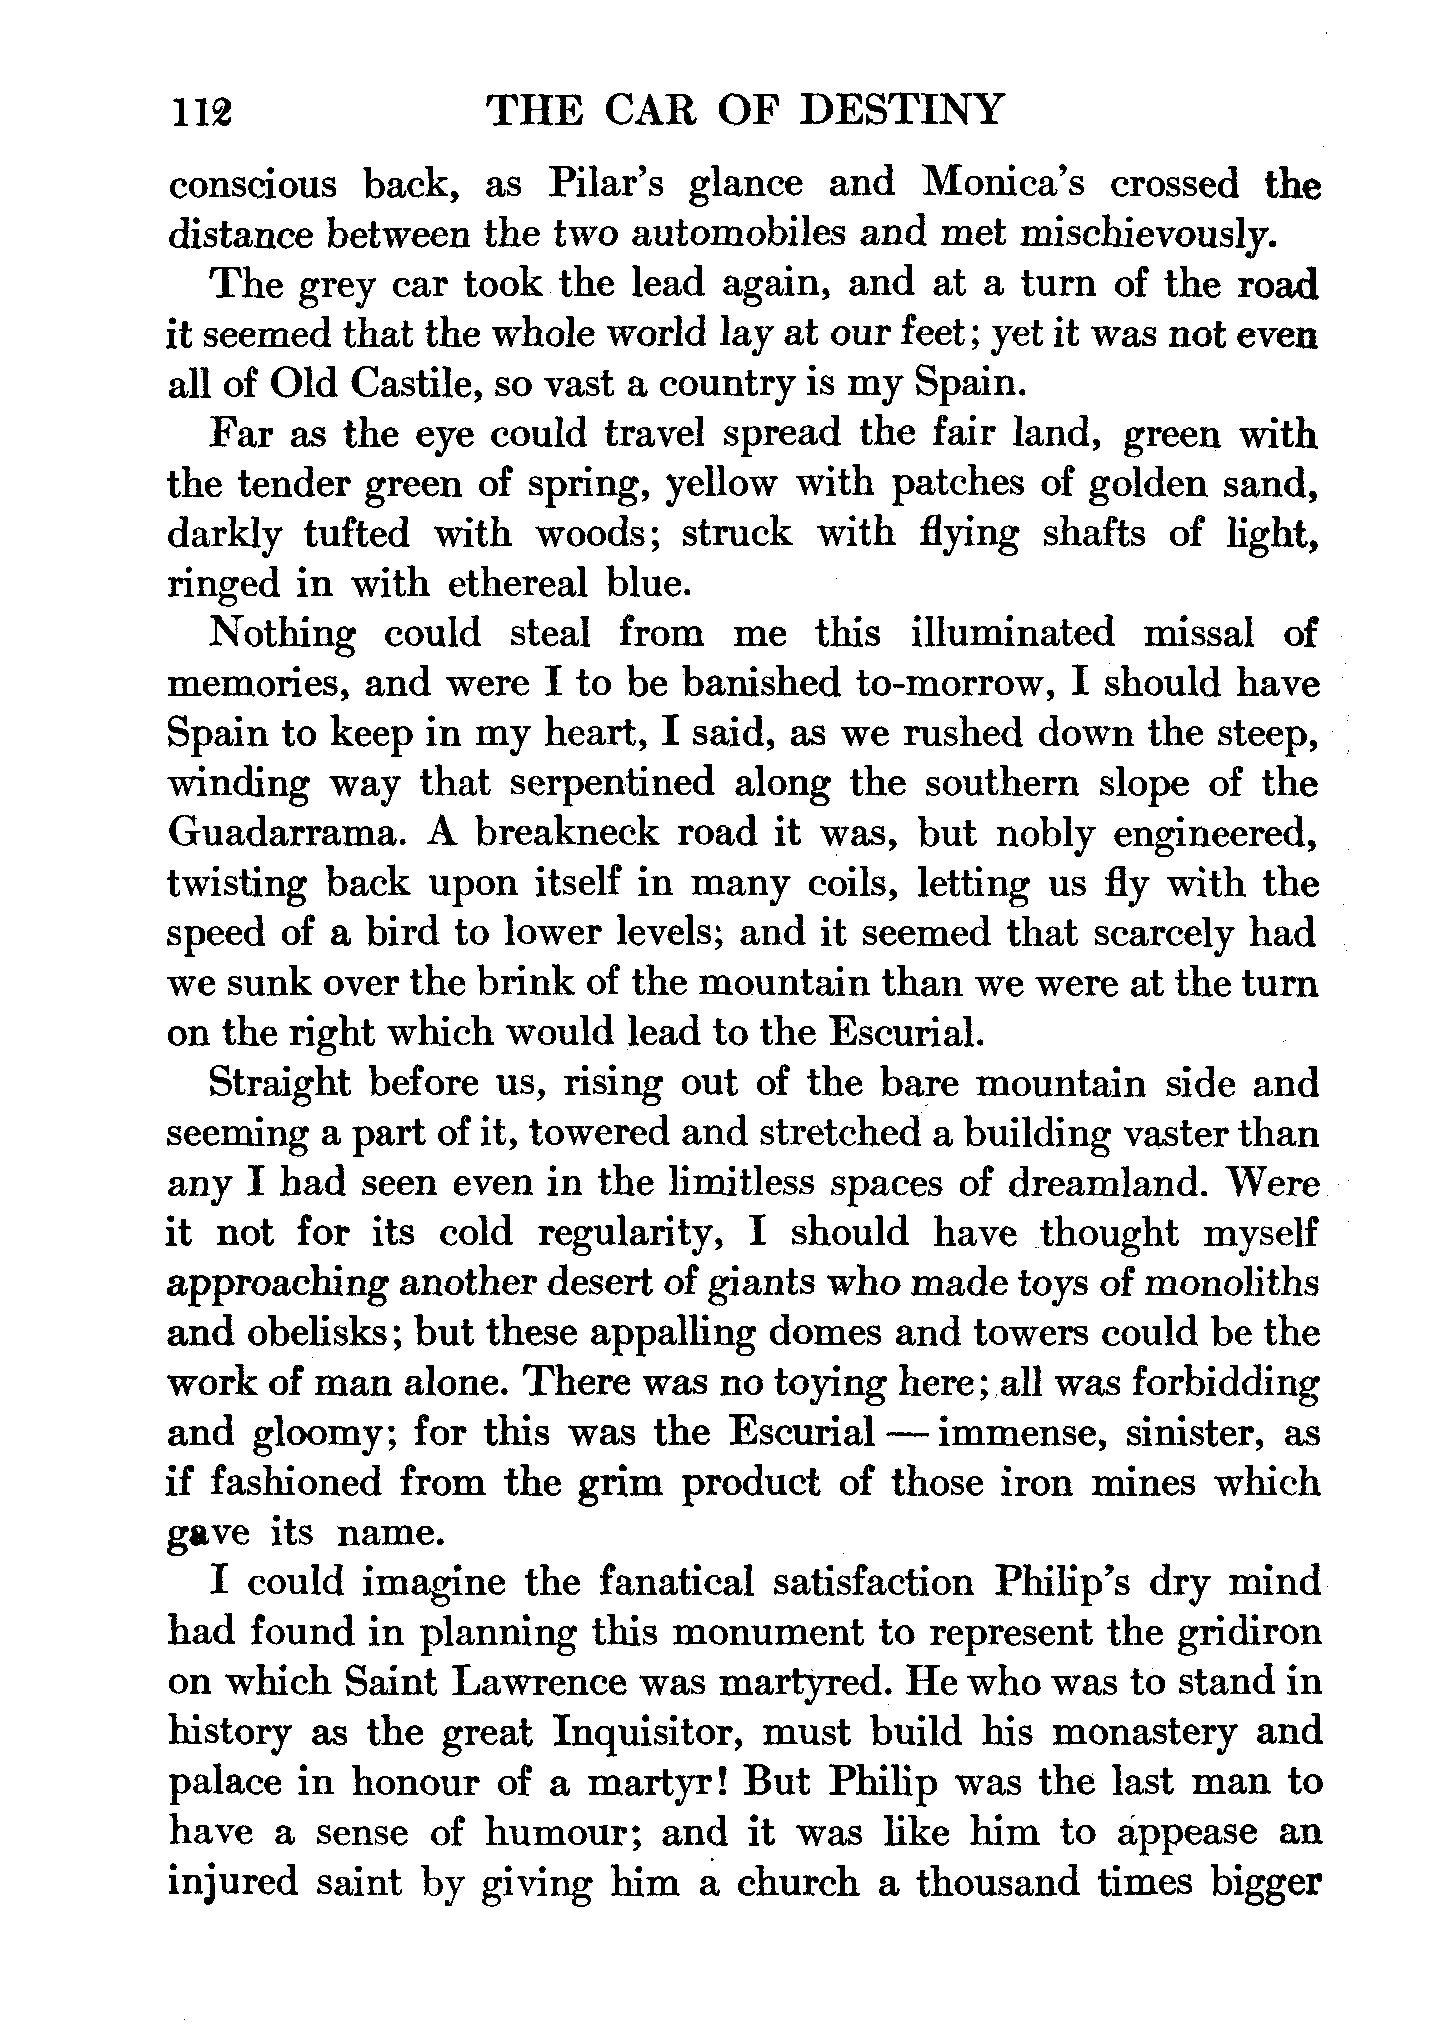 112 THE CAR OF DESTINY
conscious back, as Pilar's glance and Monica's crossed the
distance between the two automobiles and met mischievously.
The grey car took the lead again, and at a turn of the road
it seemed that the whole world lay at our feet; yet it was not even
all of Old Castile, so vast a country is my Spain.
Far as the eye could travel spread the fair land, green with
the tender green of spring, yellow with patches of golden sand,
darkly tufted with woods; struck with flying shafts of light,
ringed in with ethereal blue.
Nothing could steal from me this illuminated missal of
memories, and were I to be banished to-morrow, I should have
Spain to keep in my heart, I said, as we rushed down the steep,
winding way that serpentined along the southern slope of the
Guadarrama. A breakneck road it was, but nobly engineered,
twisting back upon itself in many coils, letting us fly with the
speed of a bird to lower levels; and it seemed that scarcely had
we sunk over the brink of the mountain than we were at the turn
on the right which would lead to the Escurial.
Straight before us, rising out of the bare mountain side and
seeming a part of it, towered and stretched a building vaster than
any I had seen even in the limitless spaces of dreamland. Were
it not for its cold regularity, I should have thought myself
approaching another desert of giants who made toys of monoliths
and obelisks; but these appalling domes and towers could be the
work of man alone. There was no toying here; all was forbidding
and gloomy; for this was the Escurial — immense, sinister, as
if fashioned from the grim product of those iron mines which
gave its name.
I could imagine the fanatical satisfaction Philip's dry mind
had found in planning this monument to represent the gridiron
on which Saint Lawrence was martyred. He who was to stand in
history as the great Inquisitor, must build his monastery and
palace in honour of a martyr! But Philip was the last man to
have a sense of humour; and it was like him to appease an
injured saint by giving him a church a thousand times bigger